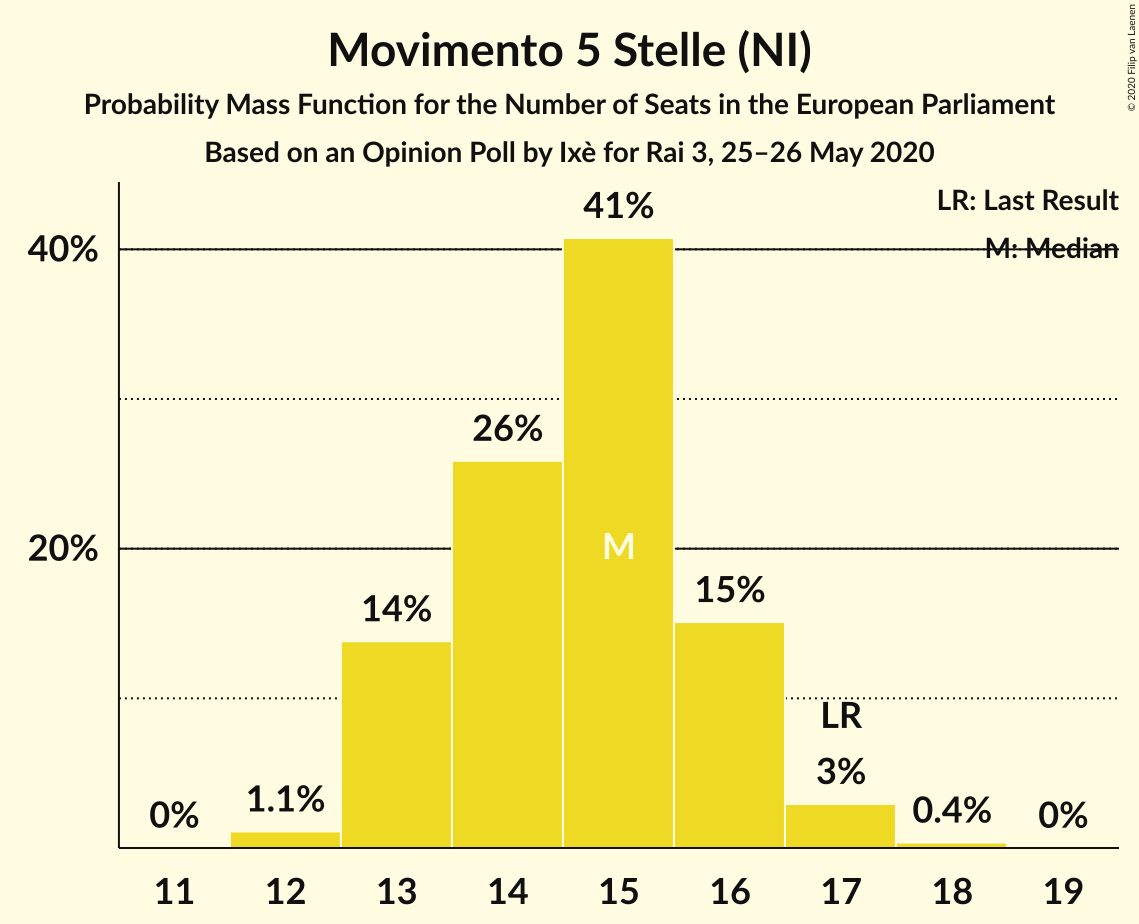 Movimento 5 Stelle (NI)
Probability Mass Function for the Number of Seats in the European Parliament
Based on an Opinion Poll by Ixè for Rai 3, 25–26 May 2020
© 2020 Filip van Laenen
LR: Last Result
M: Median
40%
20%
0%
1.1%
14%
26%
41%
M
15%
LR
3%
0.4%
0%
11 12 13 14 15 16 17 18 19